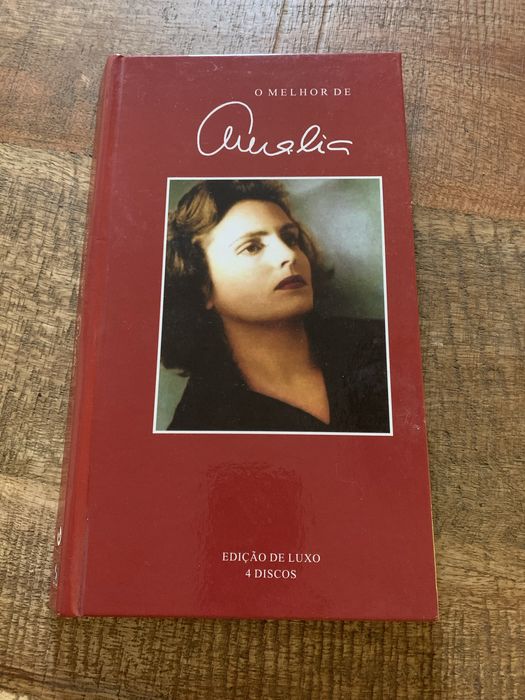 O MELHOR DE
Amália
EDIÇÃO DE LUXO
4 DISCOS